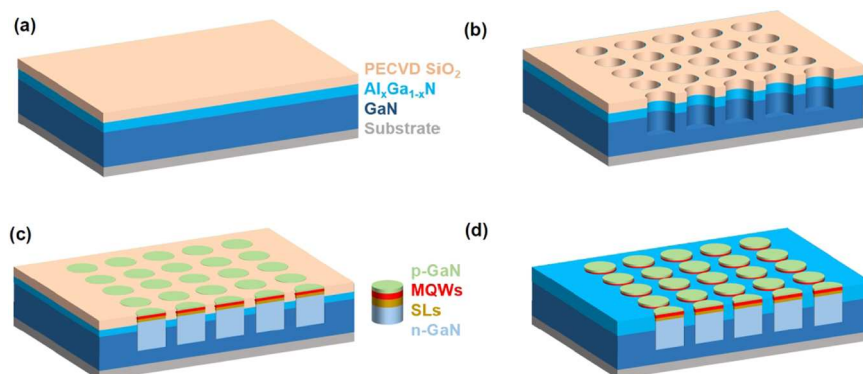 (a)
PECVD SiO₂
AlₓGa₁₋ₓN
GaN
Substrate
(b)
(c)
p-GaN
MQWs
SLs
n-GaN
(d)